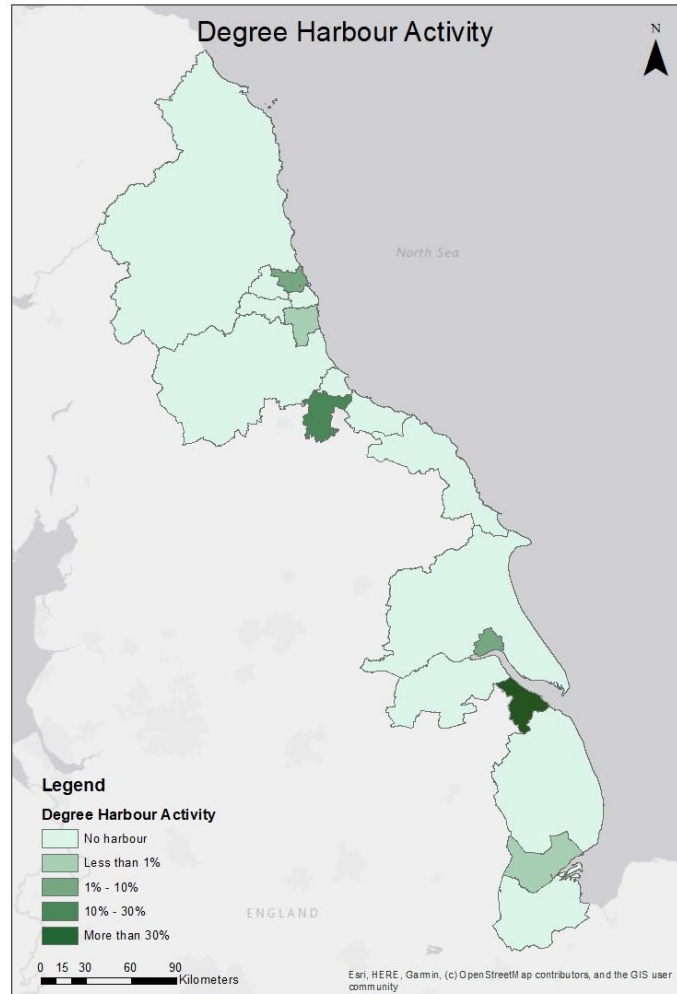 Degree Harbour Activity
N
North Sea
Legend
Degree Harbour Activity
No harbour
Less than 1%
1% - 10%
10% - 30%
More than 30%
ENGLAND
0 15 30 60 90
Kilometers
Esri, HERE, Garmin, (c) OpenStreetMap contributors, and the GIS user
community